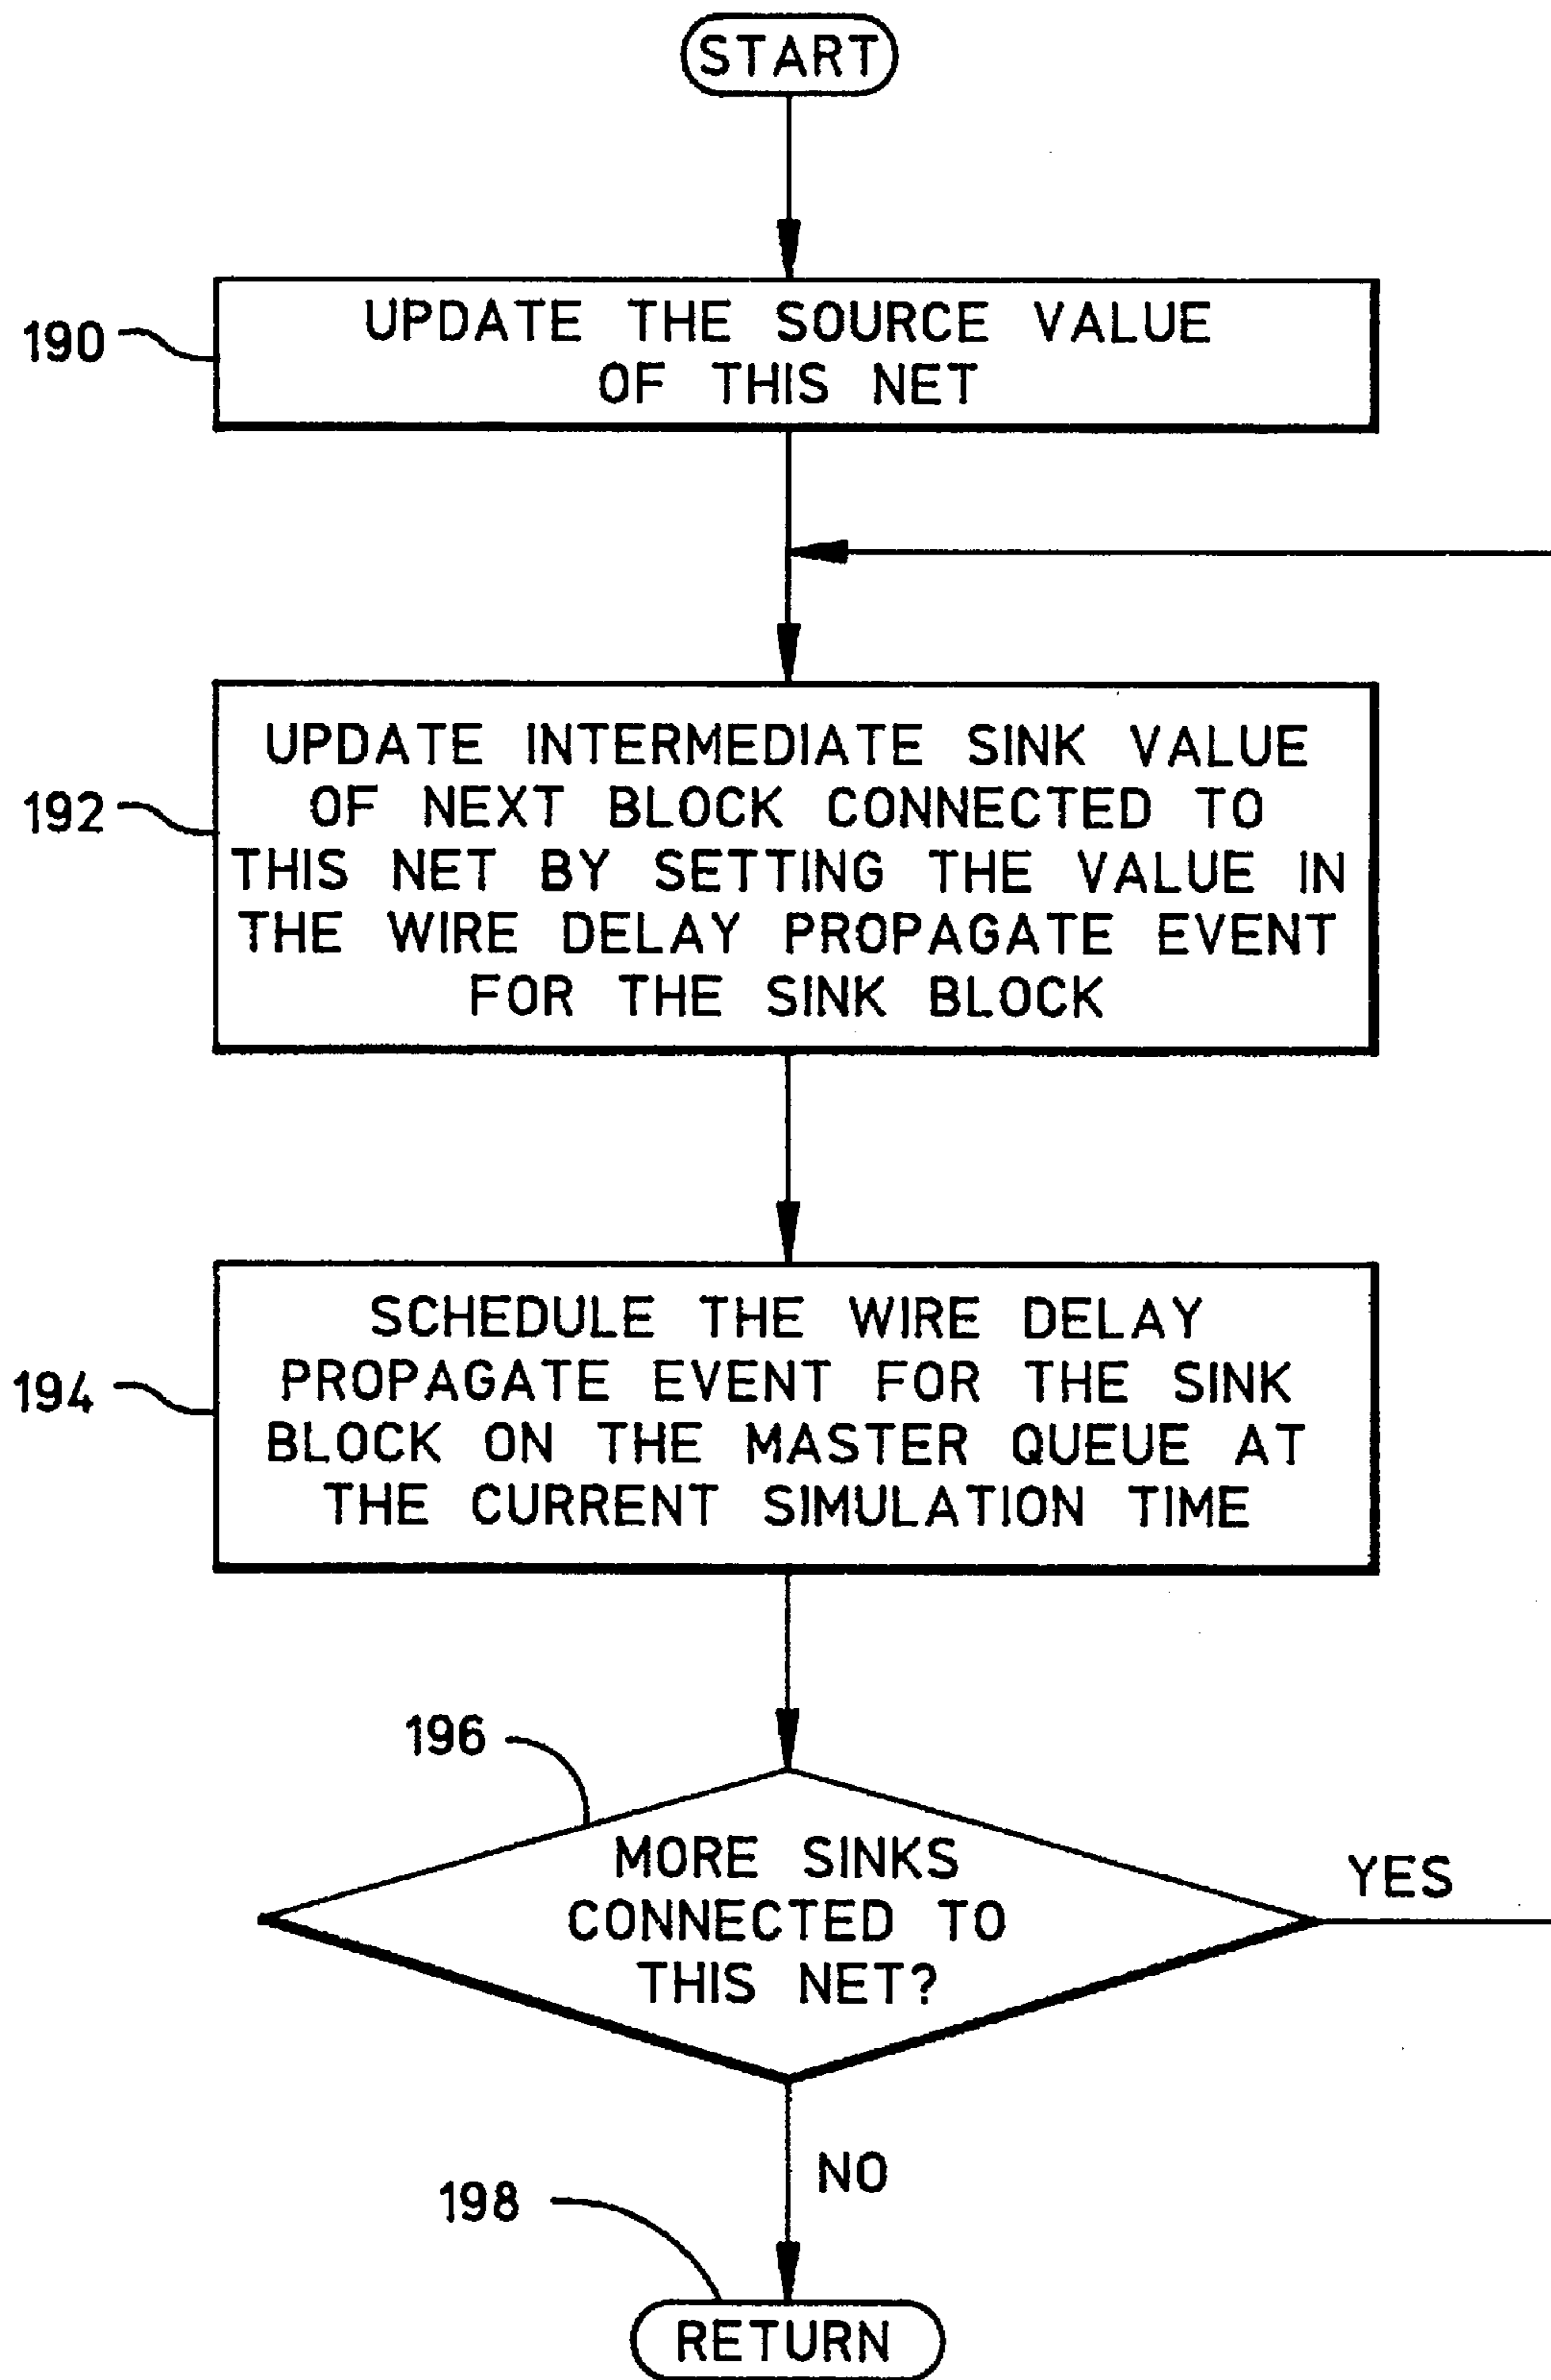 START
190
UPDATE THE SOURCE VALUE
OF THIS NET
192
UPDATE INTERMEDIATE SINK VALUE
OF NEXT BLOCK CONNECTED TO
THIS NET BY SETTING THE VALUE IN
THE WIRE DELAY PROPAGATE EVENT
FOR THE SINK BLOCK
194
SCHEDULE THE WIRE DELAY
PROPAGATE EVENT FOR THE SINK
BLOCK ON THE MASTER QUEUE AT
THE CURRENT SIMULATION TIME
196
MORE SINKS
CONNECTED TO
THIS NET?
YES
NO
198
RETURN